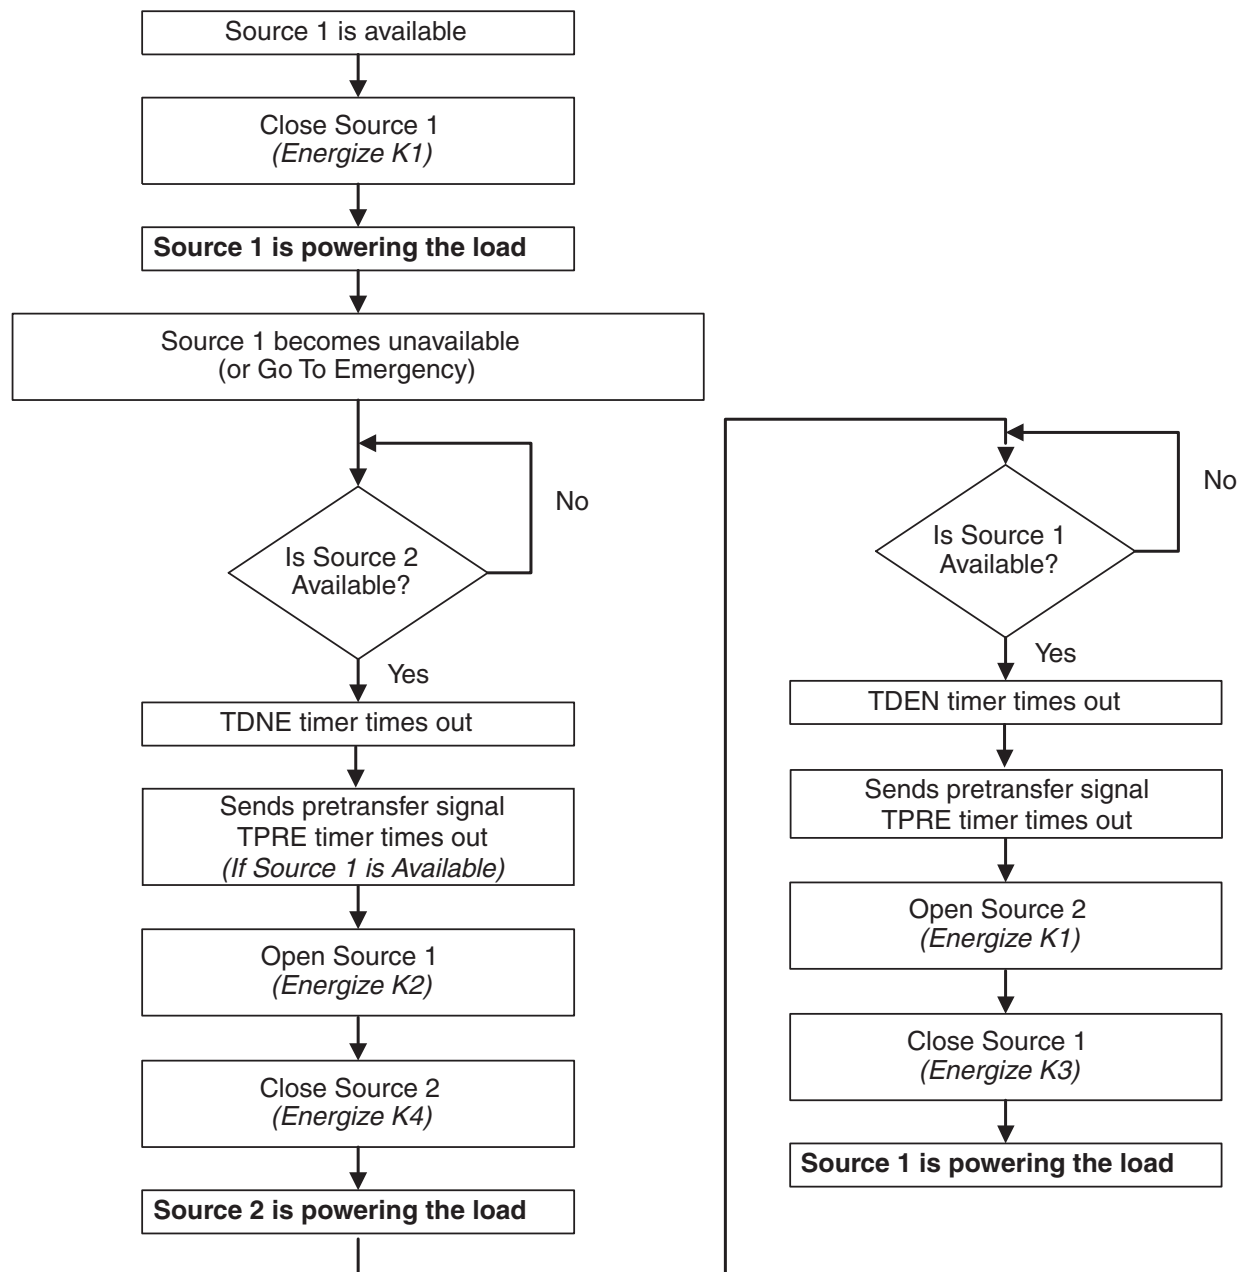 Source 1 is available
Close Source 1
(Energize K1)
Source 1 is powering the load
Source 1 becomes unavailable
(or Go To Emergency)
No
Is Source 2
Available?
Yes
TDNE timer times out
Sends pretransfer signal
TPRE timer times out
(If Source 1 is Available)
Open Source 1
(Energize K2)
Close Source 2
(Energize K4)
Source 2 is powering the load
No
Is Source 1
Available?
Yes
TDEN timer times out
Sends pretransfer signal
TPRE timer times out
Open Source 2
(Energize K1)
Close Source 1
(Energize K3)
Source 1 is powering the load